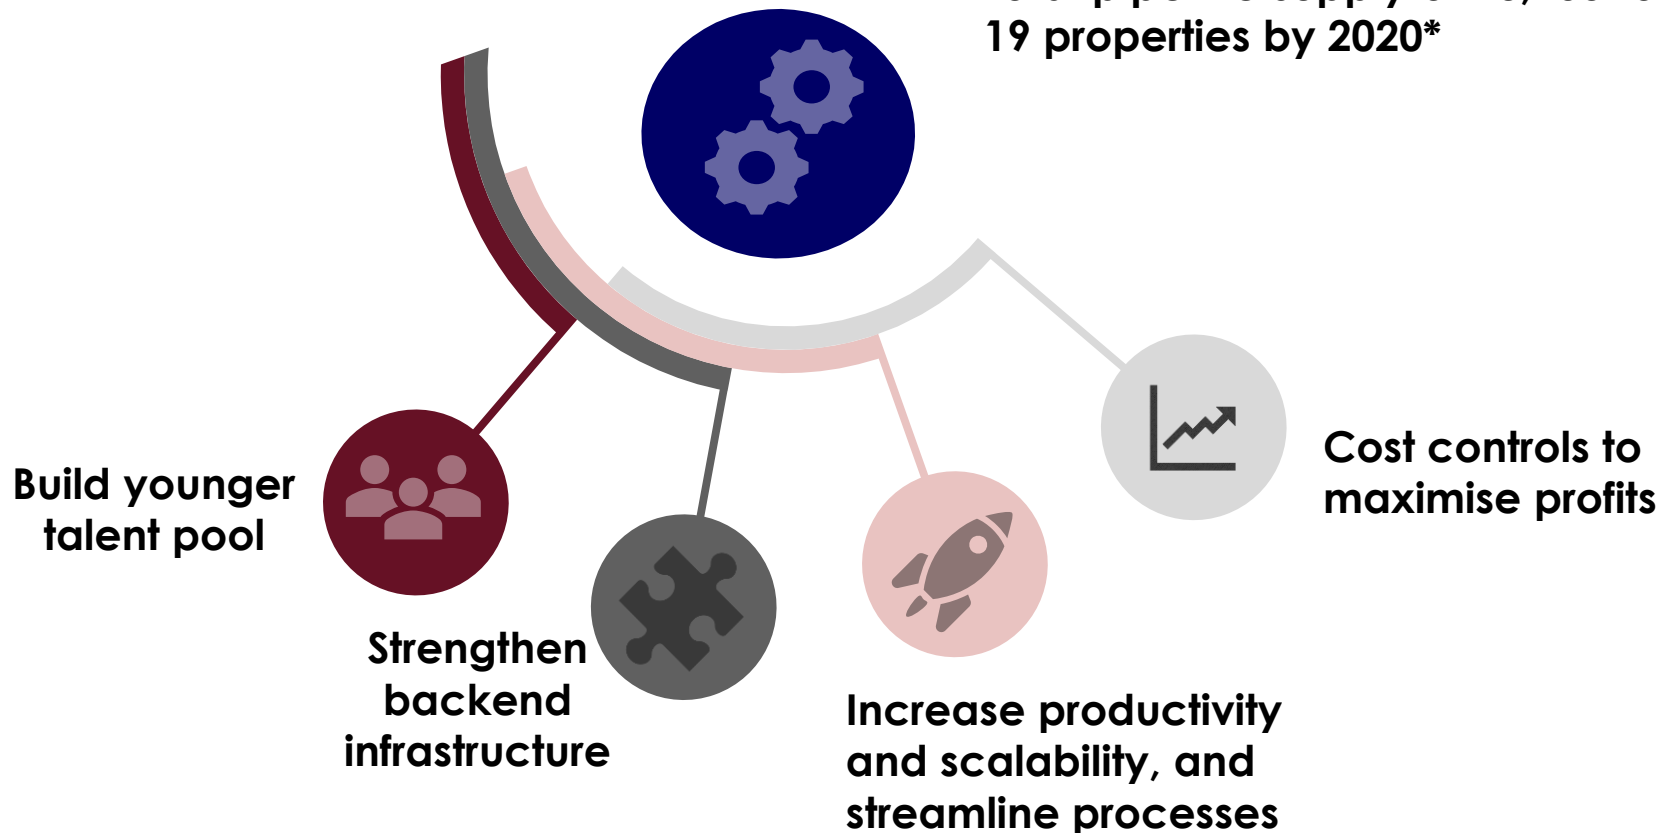 19 properties by 2020*
Build younger
talent pool
Strengthen
backend
infrastructure
Increase productivity
and scalability, and
streamline processes
Cost controls to
maximise profits